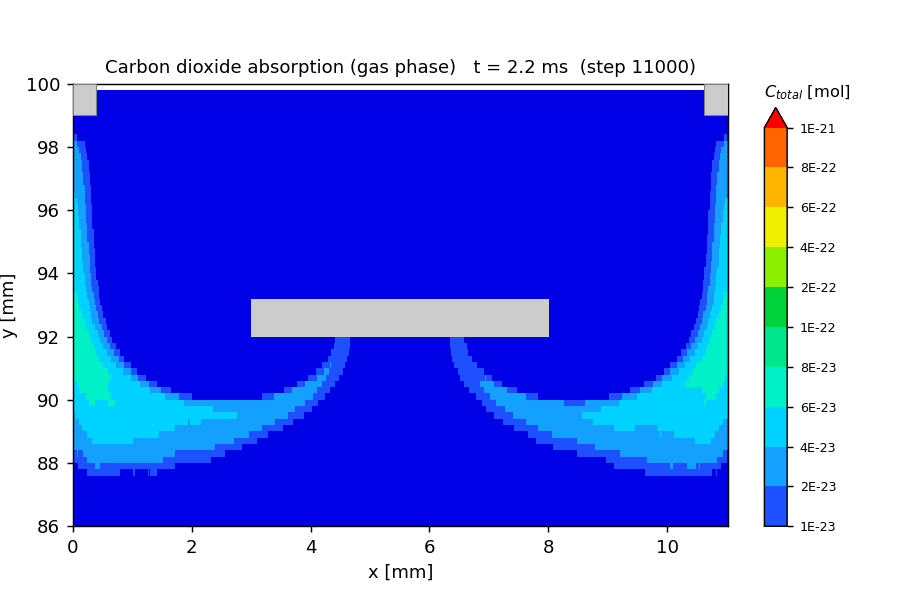 Carbon dioxide absorption (gas phase)   t = 2.2 ms  (step 11000)
C_total [mol]
1E-21
8E-22
6E-22
4E-22
2E-22
1E-22
8E-23
6E-23
4E-23
2E-23
1E-23
y [mm]
100
98
96
94
92
90
88
86
0 2 4 6 8 10
x [mm]